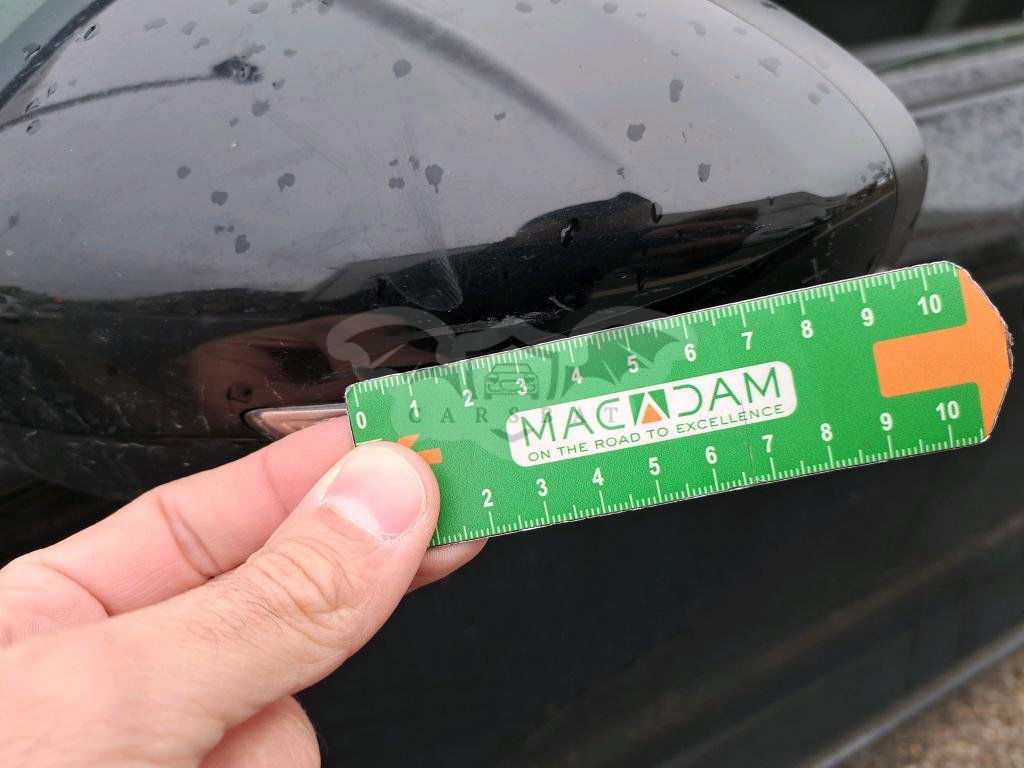 0 1 2 3 4 5 6 7 8 9 10
CARSBAT
MACADAM
ON THE ROAD TO EXCELLENCE
2 3 4 5 6 7 8 9 10